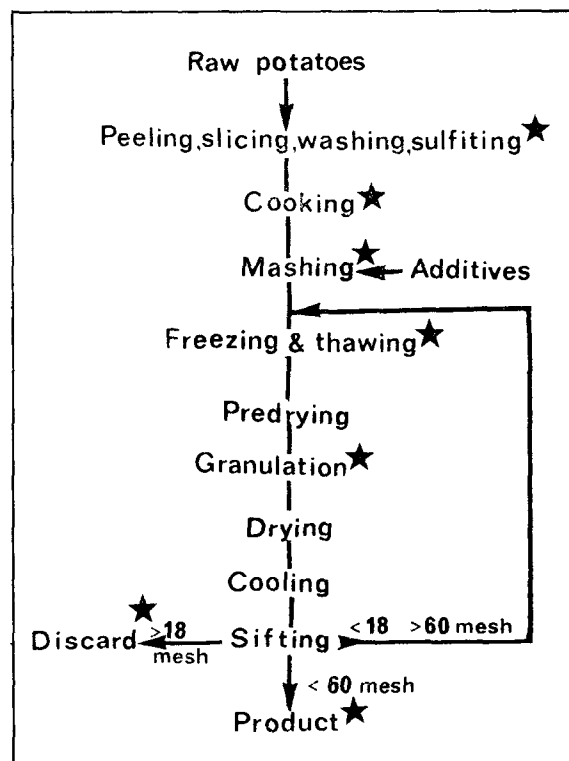 Raw potatoes
Peeling,slicing,washing,sulfiting
Cooking
Mashing Additives
Freezing & thawing
Predrying
Granulation
Drying
Cooling
Discard >18 mesh Sifting <18 >60 mesh
< 60 mesh
Product